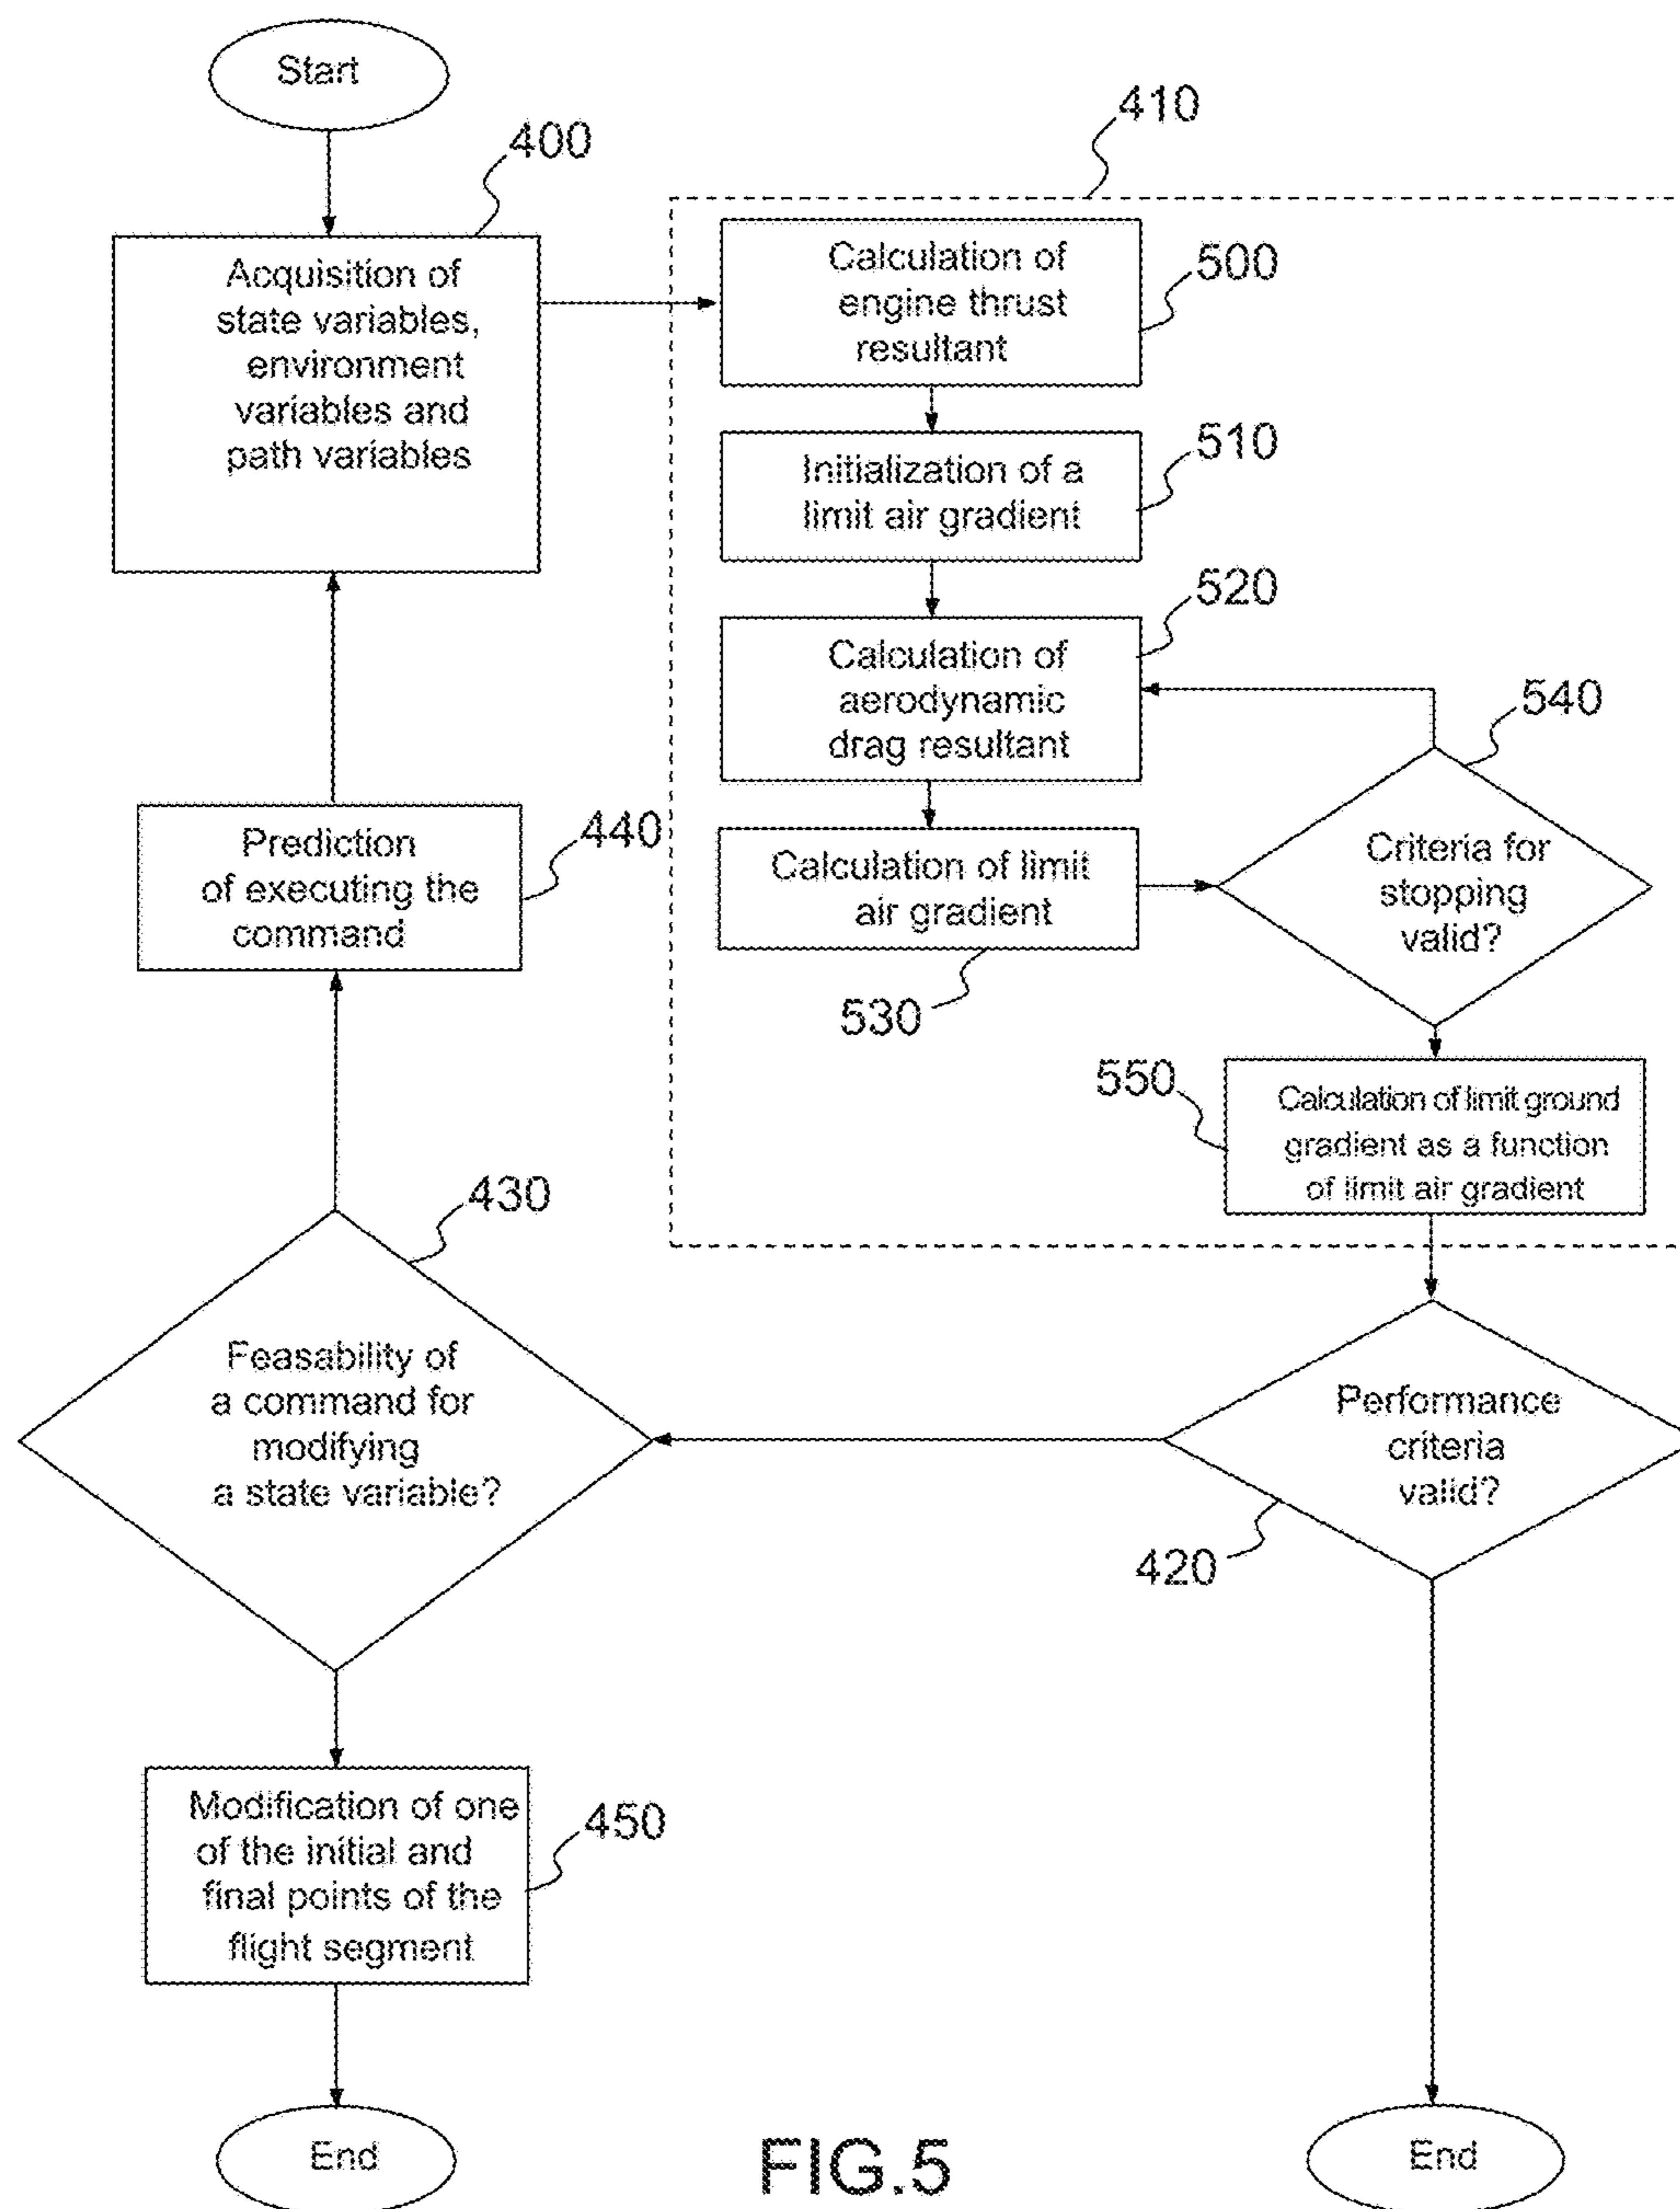 Start
400
Acquisition of
state variables,
environment
variables and
path variables
410
Calculation of
engine thrust
resultant
500
Initialization of a
limit air gradient
510
Calculation of
aerodynamic
drag resultant
520
Calculation of limit
air gradient
530
Criteria for
stopping
valid?
540
Calculation of limit ground
gradient as a function
of limit air gradient
550
Prediction
of executing the
command
440
Feasability of
a command for
modifying
a state variable?
430
Performance
criteria
valid?
420
Modification of one
of the initial and
final points of the
flight segment
450
End
End
FIG.5